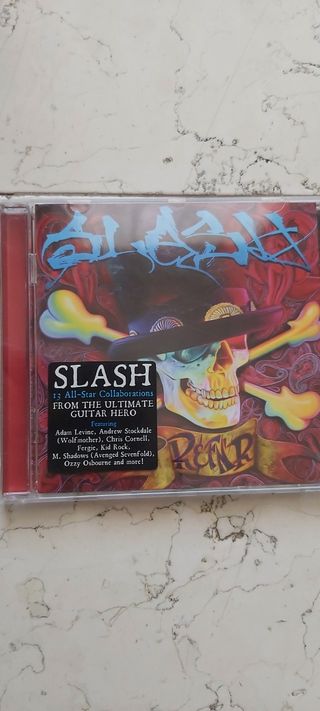 SLASH
SLASH
13 All-Star Collaborations
FROM THE ULTIMATE
GUITAR HERO
Featuring
Adam Levine, Andrew Stockdale
(Wolfmother), Chris Cornell,
Fergie, Kid Rock,
M. Shadows (Avenged Sevenfold),
Ozzy Osbourne and more!
R&FNR